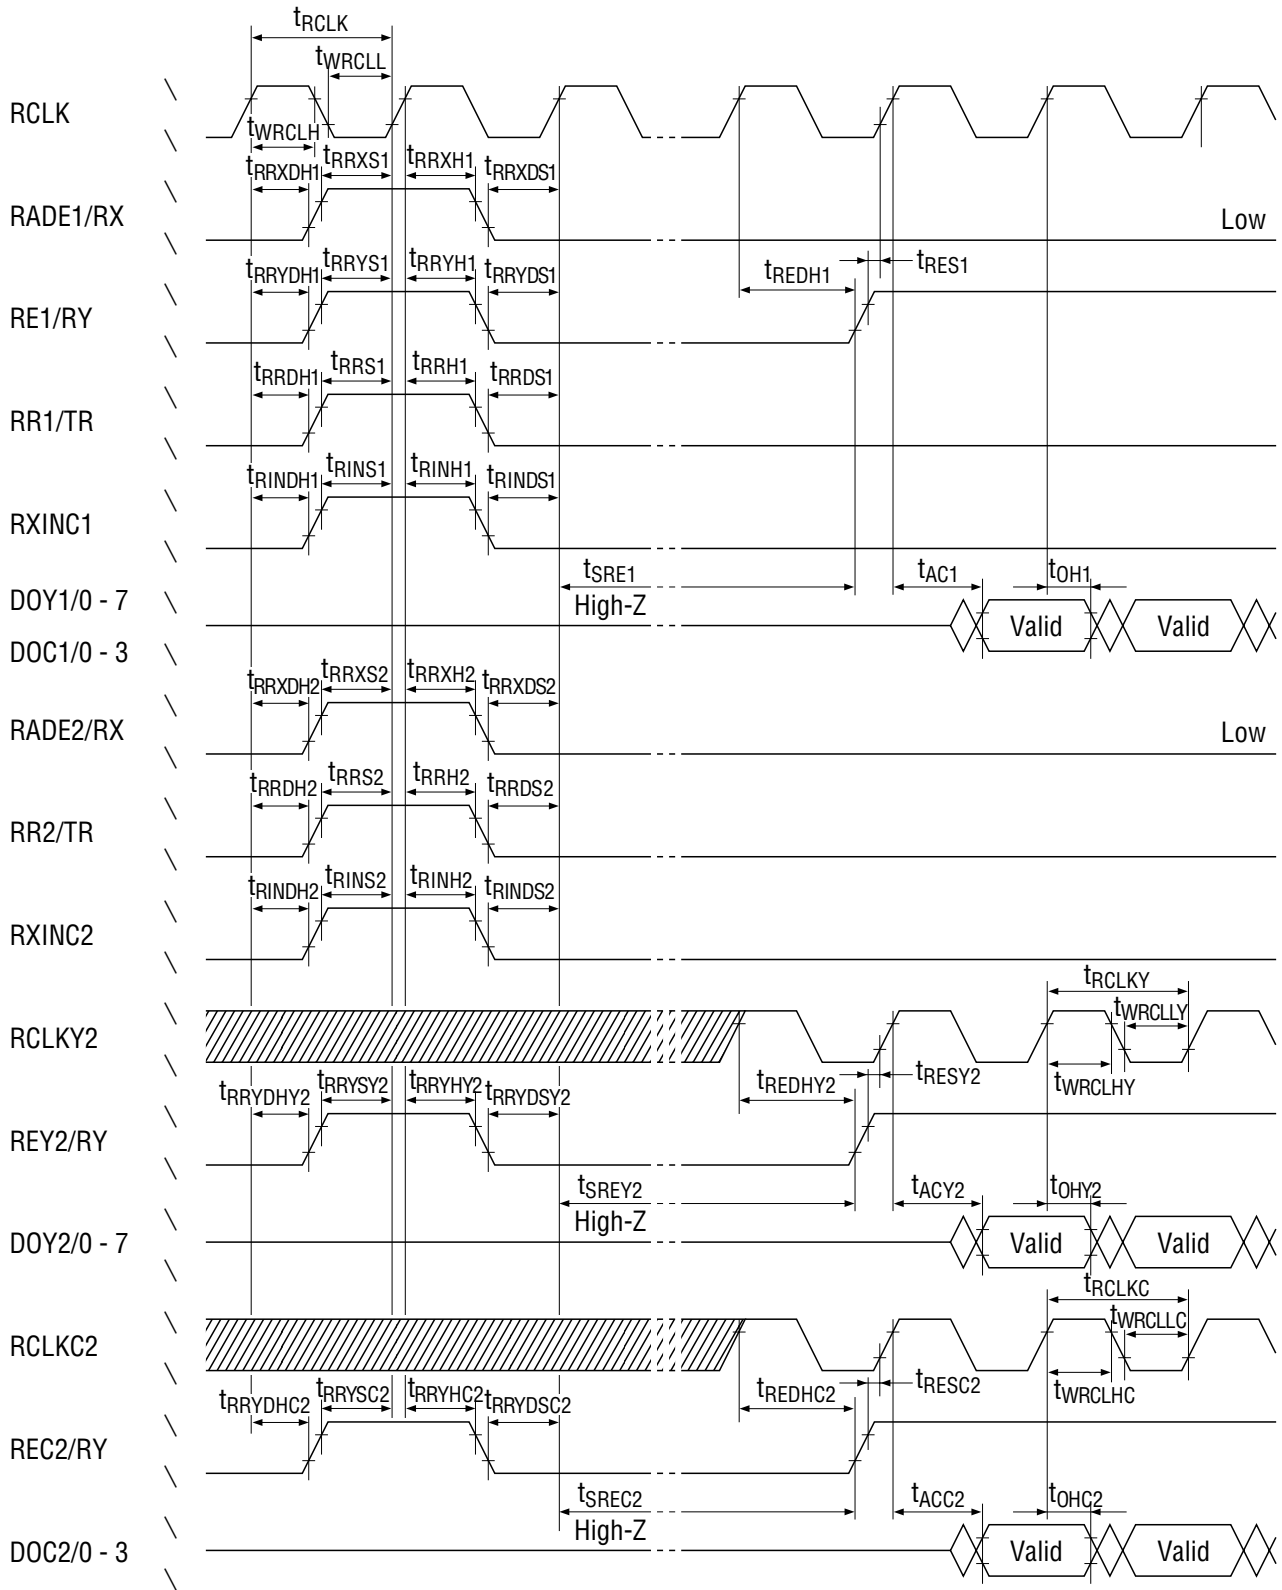 tRCLK
tWRCLL
RCLK
tWRCLH
tRRXDH1 tRRXS1 tRRXH1 tRRXDS1
RADE1/RX Low
tRRYDH1 tRRYS1 tRRYH1 tRRYDS1 tREDH1 tRES1
RE1/RY
tRRDH1 tRRS1 tRRH1 tRRDS1
RR1/TR
tRINDH1 tRINS1 tRINH1 tRINDS1
RXINC1
tSRE1 tAC1 tOH1
DOY1/0 - 7 High-Z
Valid Valid
DOC1/0 - 3
tRRXDH2 tRRXS2 tRRXH2 tRRXDS2
RADE2/RX Low
tRRDH2 tRRS2 tRRH2 tRRDS2
RR2/TR
tRINDH2 tRINS2 tRINH2 tRINDS2
RXINC2
tRCLKY
tWRCLLY
RCLKY2
tRESY2
tWRCLHY
tRRYDHY2 tRRYSY2 tRRYHY2 tRRYDSY2 tREDHY2
REY2/RY
tSREY2 tACY2 tOHY2
High-Z
DOY2/0 - 7 Valid Valid
tRCLKC
tWRCLLC
RCLKC2
tRESC2
tWRCLHC
tRRYDHC2 tRRYSC2 tRRYHC2 tRRYDSC2 tREDHC2
REC2/RY
tSREC2 tACC2 tOHC2
High-Z
DOC2/0 - 3 Valid Valid